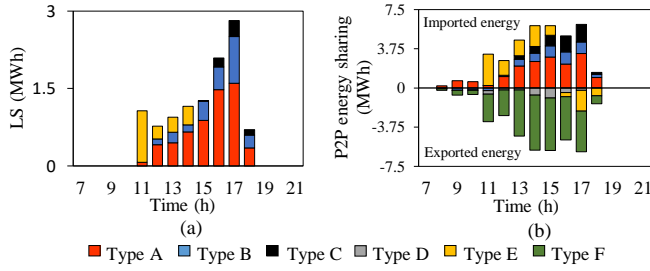 3
1.5
0
LS (MWh)
7 9 11 13 15 17 19 21
Time (h)
(a)
7.5
3.75
0
-3.75
-7.5
P2P energy sharing
(MWh)
Imported energy
Exported energy
7 9 11 13 15 17 19 21
Time (h)
(b)
Type A Type B Type C Type D Type E Type F